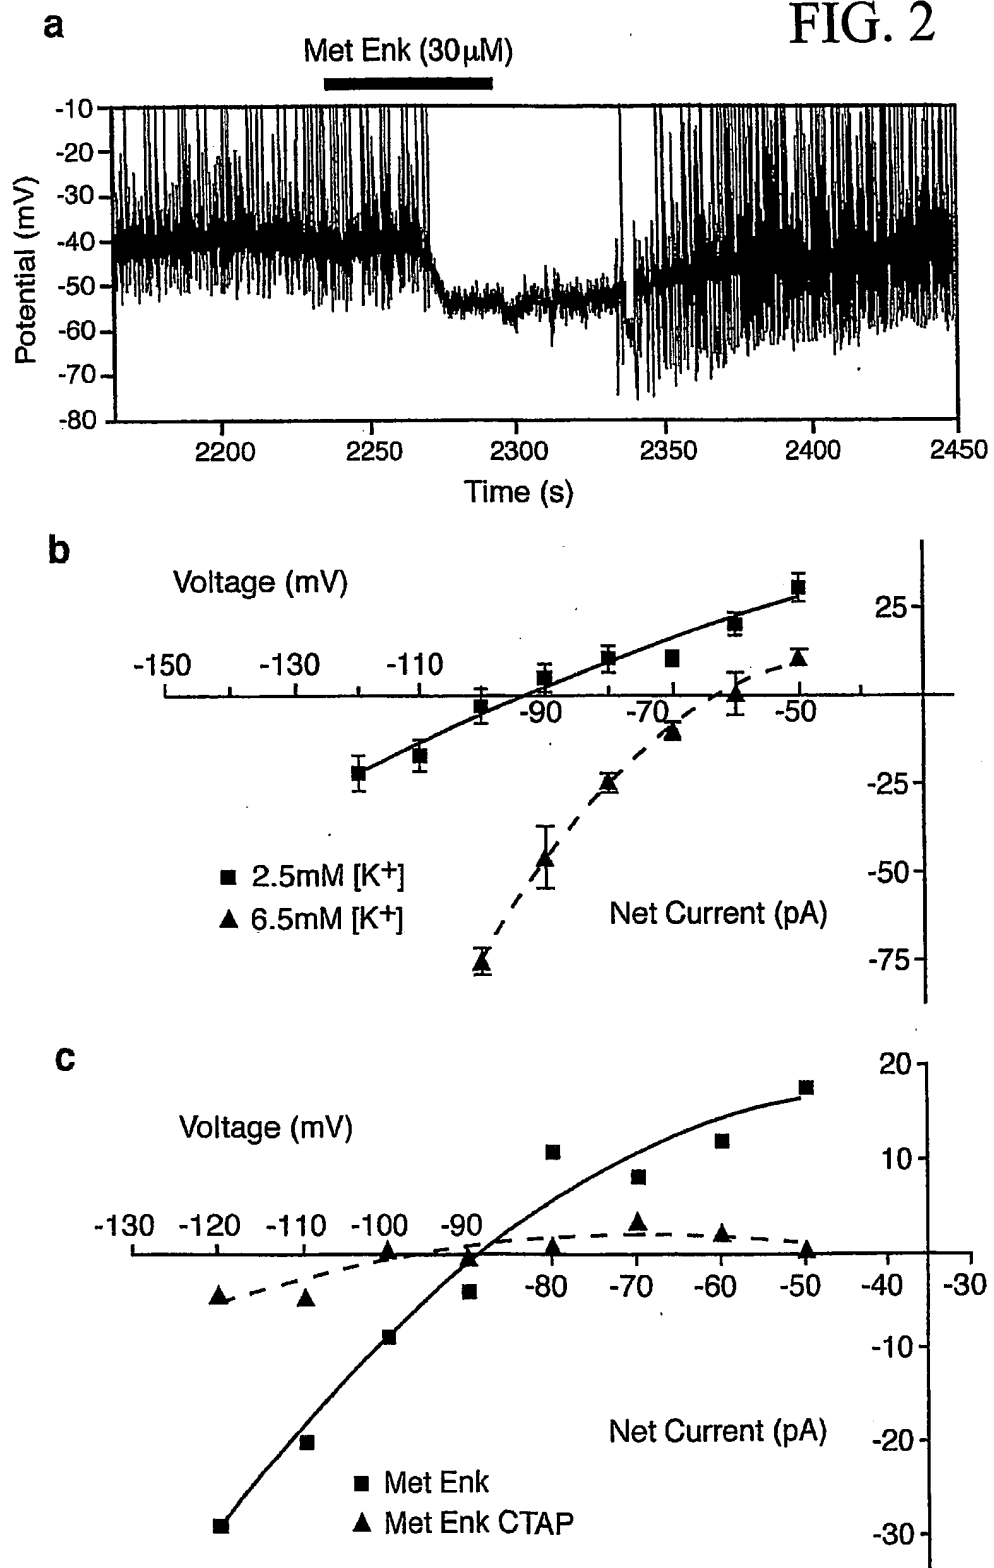 a
FIG. 2
Met Enk (30μM)
-10
-20
-30
-40
-50
-60
-70
-80
Potential (mV)
2200 2250 2300 2350 2400 2450
Time (s)
b
Voltage (mV)
25
-150 -130 -110
-90 -70 -50
-25
2.5mM [K+]
-50
6.5mM [K+]
Net Current (pA)
-75
c
20
Voltage (mV)
10
-130 -120 -110 -100 -90
-80 -70 -60 -50 -40 -30
-10
Net Current (pA)
-20
Met Enk
Met Enk CTAP
-30